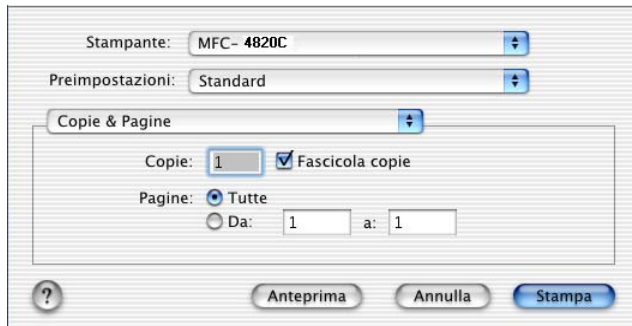 Stampante: MFC- 4820C
Preimpostazioni: Standard
Copie & Pagine
Copie: 1 Fascicola copie
Pagine: Tutte
Da: 1 a: 1
? Anteprima Annulla Stampa